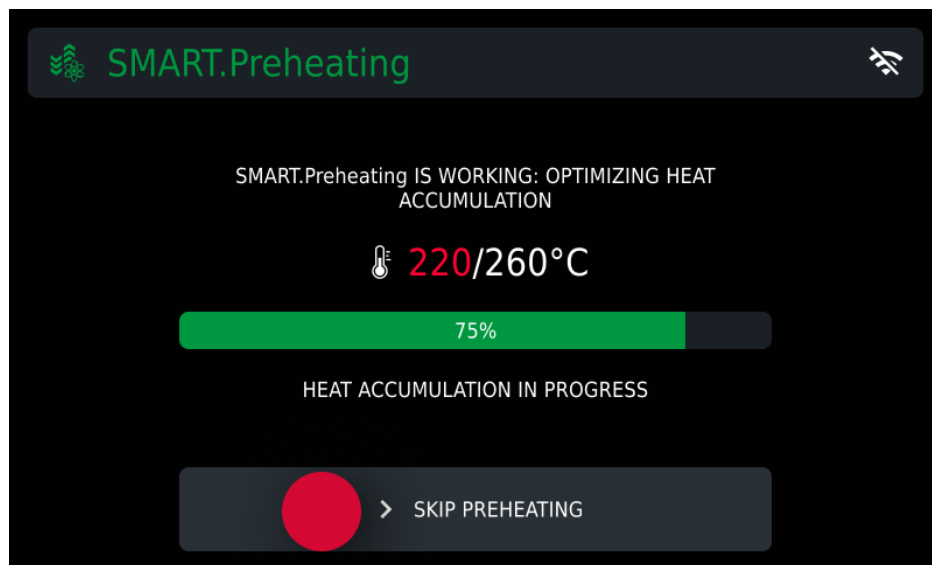 SMART.Preheating
SMART.Preheating IS WORKING: OPTIMIZING HEAT
ACCUMULATION
220/260°C
75%
HEAT ACCUMULATION IN PROGRESS
SKIP PREHEATING